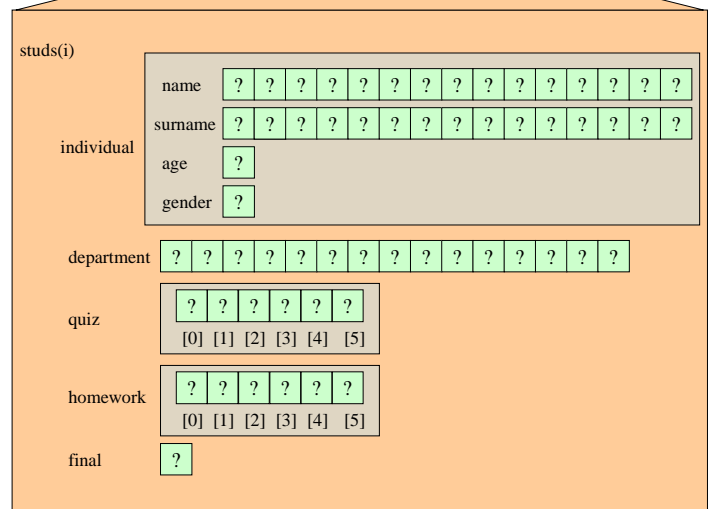 studs(i)
name ? ? ? ? ? ? ? ? ? ? ? ? ? ? ?
surname ? ? ? ? ? ? ? ? ? ? ? ? ? ? ?
individual
age ?
gender ?
department ? ? ? ? ? ? ? ? ? ? ? ? ? ? ?
quiz ? ? ? ? ? ?
[0] [1] [2] [3] [4] [5]
homework ? ? ? ? ? ?
[0] [1] [2] [3] [4] [5]
final ?